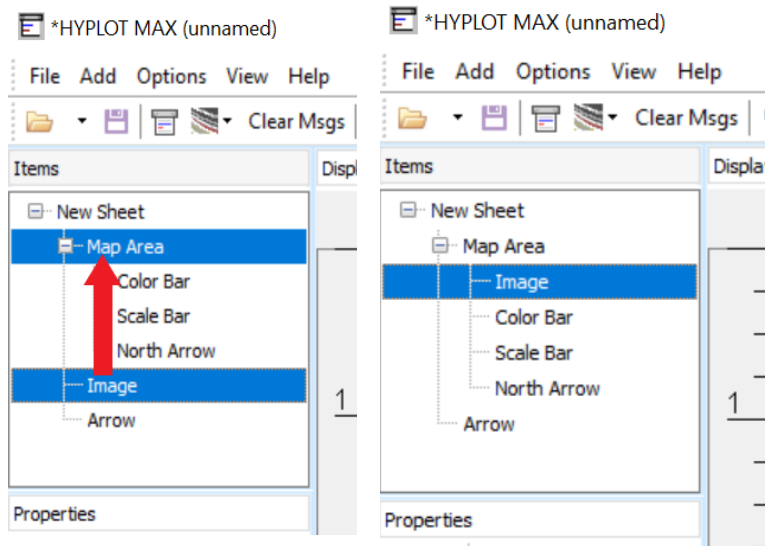 *HYPLOT MAX (unnamed)
File Add Options View Help
Clear Msgs
Items
Displ
New Sheet
Map Area
Color Bar
Scale Bar
North Arrow
Image
Arrow
1
Properties
*HYPLOT MAX (unnamed)
File Add Options View Help
Clear Msgs
Items
Displa
New Sheet
Map Area
Image
Color Bar
Scale Bar
North Arrow
Arrow
1
Properties